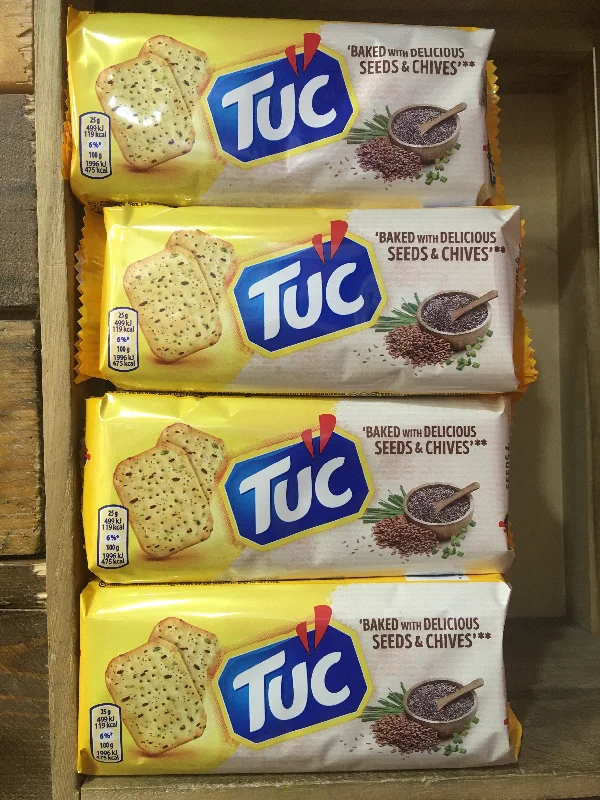 'BAKED WITH DELICIOUS
SEEDS & CHIVES'**
TUC
25g
499 kJ
119 kcal
6%*
100g
1996 kJ
475 kcal
'BAKED WITH DELICIOUS
SEEDS & CHIVES'**
TUC
25g
499 kJ
119 kcal
6%*
100g
1996 kJ
475 kcal
'BAKED WITH DELICIOUS
SEEDS & CHIVES'**
TUC
25g
499 kJ
119 kcal
6%*
100g
1996 kJ
475 kcal
'BAKED WITH DELICIOUS
SEEDS & CHIVES'**
TUC
25g
499 kJ
119 kcal
6%*
100g
1996 kJ
475 kcal